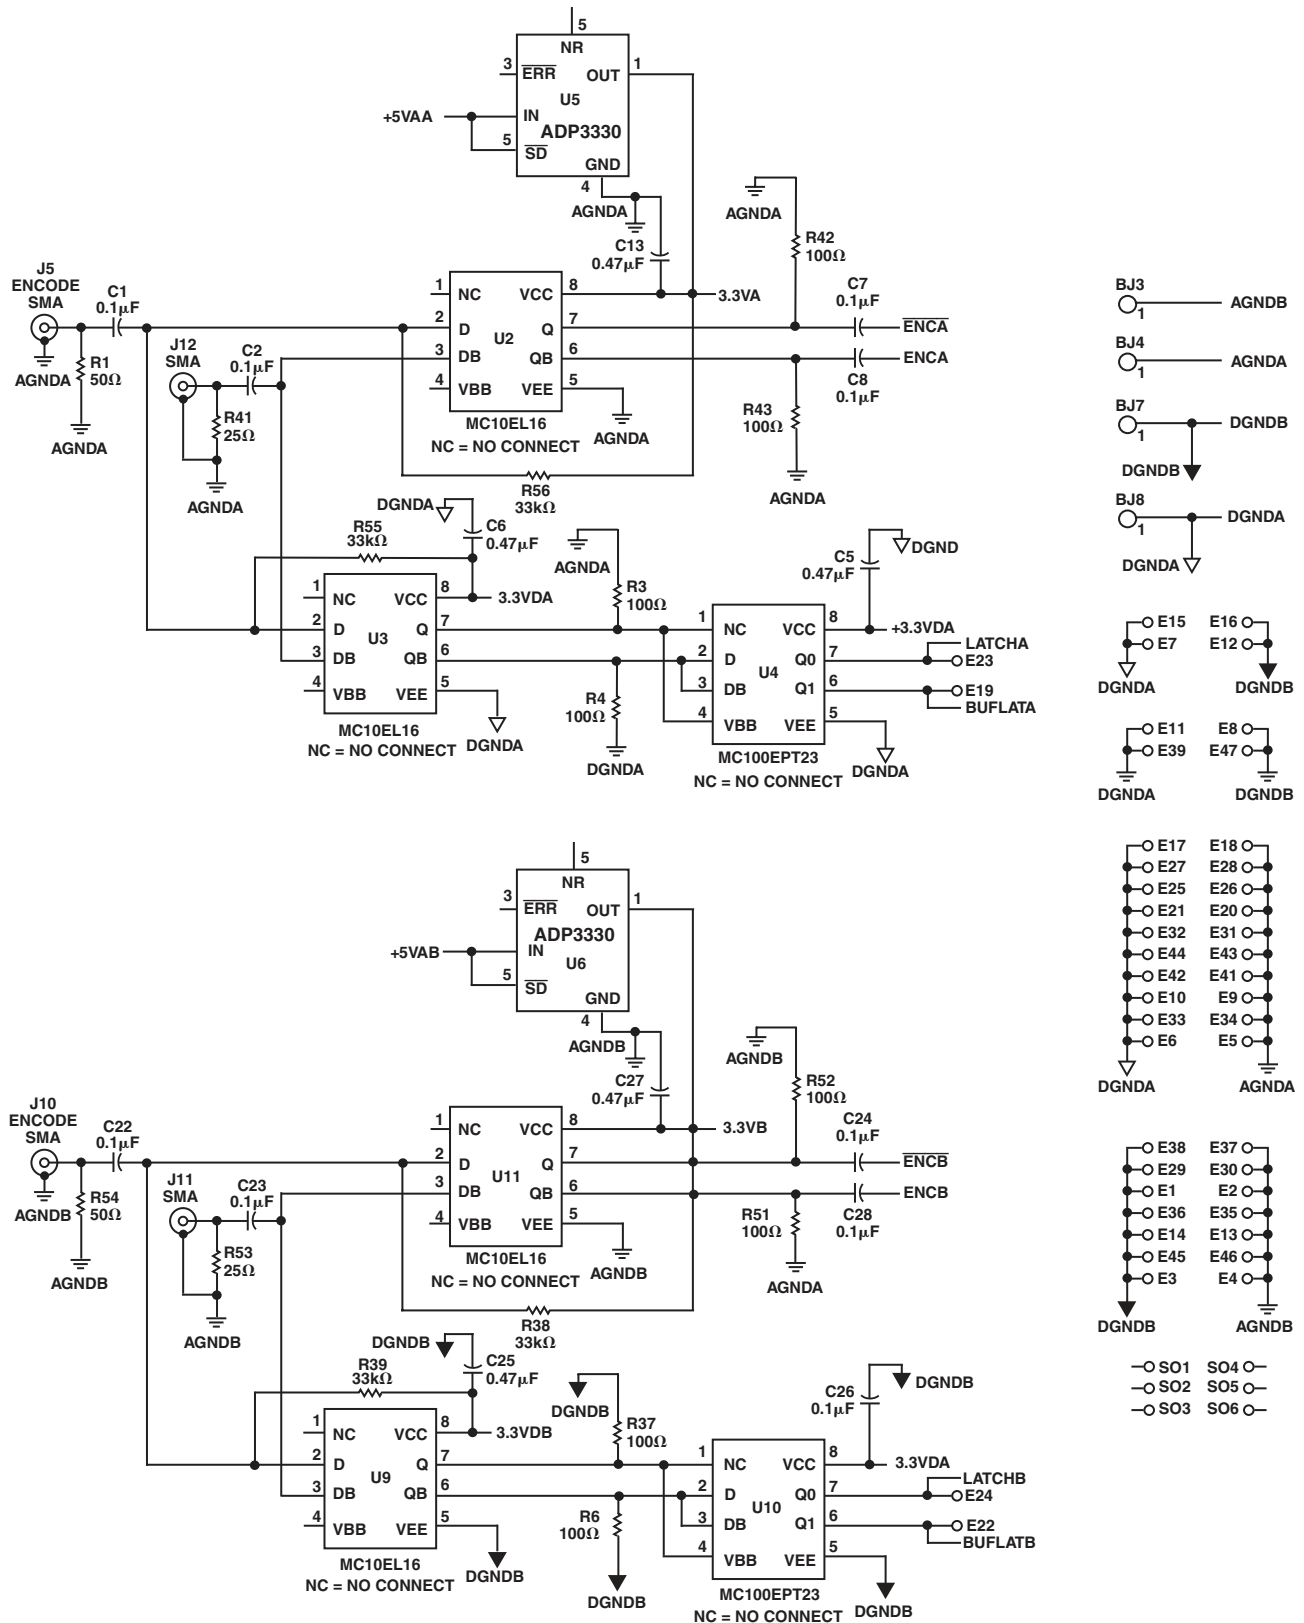 5
NR
3
ERR
OUT
1
U5
+5VAA
IN
ADP3330
5
SD
GND
4
AGNDA
AGNDA
R42
100Ω
C13
0.47µF
J5
ENCODE
SMA
C1
0.1µF
1
NC
VCC
8
3.3VA
C7
0.1µF
2
D
U2
Q
7
ENCA
J12
SMA
C2
0.1µF
3
DB
QB
6
ENCA
AGNDA
R1
50Ω
4
VBB
VEE
5
C8
0.1µF
R41
25Ω
MC10EL16
NC = NO CONNECT
AGNDA
R43
100Ω
AGNDA
AGNDA
R56
33kΩ
AGNDA
DGNDA
R55
33kΩ
C6
0.47µF
AGNDA
C5
0.47µF
DGND
1
NC
VCC
8
3.3VDA
R3
100Ω
2
D
U3
Q
7
1
NC
VCC
8
+3.3VDA
3
DB
QB
6
2
D
U4
Q0
7
LATCHA
E23
4
VBB
VEE
5
R4
100Ω
3
DB
Q1
6
E19
BUFLATA
MC10EL16
NC = NO CONNECT
DGNDA
4
VBB
VEE
5
DGNDA
MC100EPT23
NC = NO CONNECT
DGNDA
5
NR
3
ERR
OUT
1
ADP3330
+5VAB
IN
U6
5
SD
GND
4
AGNDB
AGNDB
R52
100Ω
C27
0.47µF
J10
ENCODE
SMA
C22
0.1µF
1
NC
VCC
8
3.3VB
C24
0.1µF
2
D
U11
Q
7
ENCB
J11
SMA
C23
0.1µF
3
DB
QB
6
ENCB
AGNDB
R54
50Ω
4
VBB
VEE
5
R51
100Ω
C28
0.1µF
R53
25Ω
MC10EL16
NC = NO CONNECT
AGNDB
AGNDA
AGNDB
AGNDB
R38
33kΩ
DGNDB
R39
33kΩ
C25
0.47µF
DGNDB
C26
0.1µF
DGNDB
1
NC
VCC
8
3.3VDB
R37
100Ω
2
D
U9
Q
7
1
NC
VCC
8
3.3VDA
3
DB
QB
6
2
D
U10
Q0
7
LATCHB
E24
4
VBB
VEE
5
R6
100Ω
3
DB
Q1
6
E22
BUFLATB
MC10EL16
NC = NO CONNECT
DGNDB
4
VBB
VEE
5
DGNDB
MC100EPT23
NC = NO CONNECT
DGNDB
BJ3
1
AGNDB
BJ4
1
AGNDA
BJ7
1
DGNDB
DGNDB
BJ8
1
DGNDA
DGNDA
E15 E16
E7 E12
DGNDA DGNDB
E11 E8
E39 E47
DGNDA DGNDB
E17 E18
E27 E28
E25 E26
E21 E20
E32 E31
E44 E43
E42 E41
E10 E9
E33 E34
E6 E5
DGNDA AGNDA
E38 E37
E29 E30
E1 E2
E36 E35
E14 E13
E45 E46
E3 E4
DGNDB AGNDB
SO1 SO4
SO2 SO5
SO3 SO6